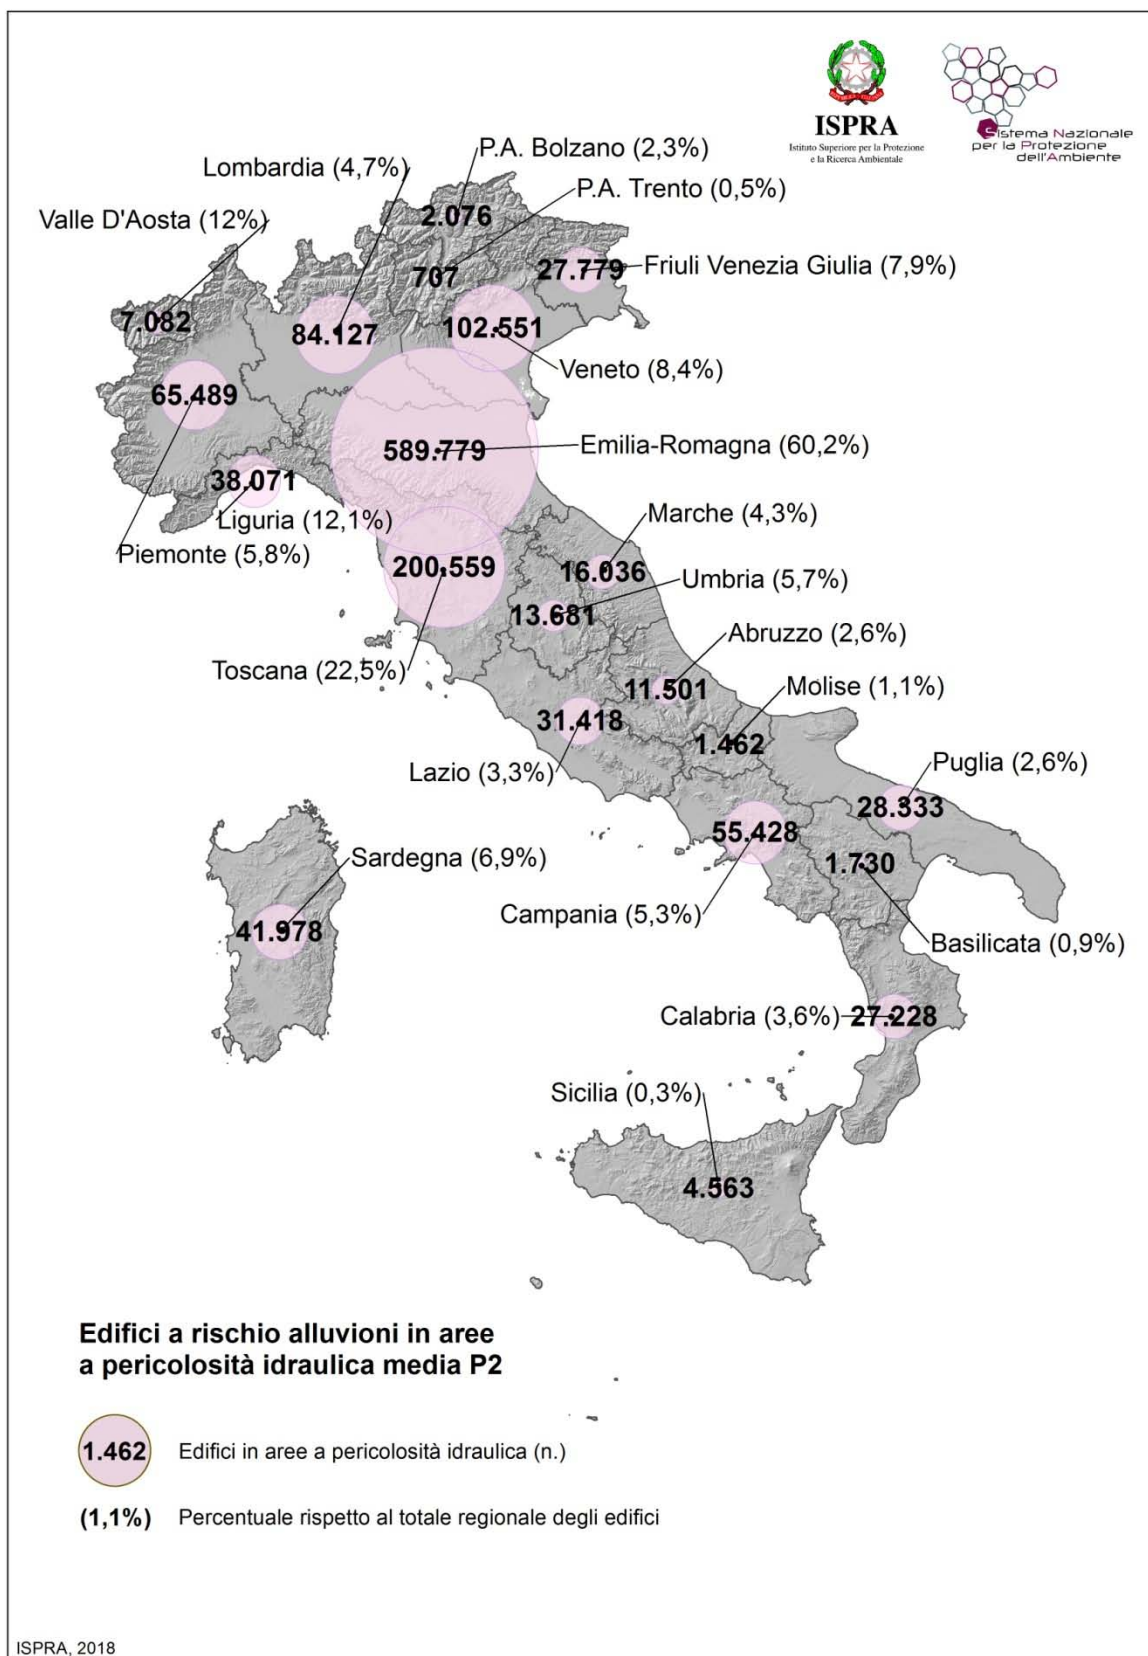 ISPRA
Istituto Superiore per la Protezione
e la Ricerca Ambientale
Sistema Nazionale
per la Protezione
dell'Ambiente
P.A. Bolzano (2,3%)
Lombardia (4,7%)
P.A. Trento (0,5%)
Valle D'Aosta (12%)
2.076
707
27.779
Friuli Venezia Giulia (7,9%)
7.082
84.127
102.551
Veneto (8,4%)
65.489
589.779
Emilia-Romagna (60,2%)
38.071
Liguria (12,1%)
Marche (4,3%)
Piemonte (5,8%)
200.559
16.036
Umbria (5,7%)
13.681
Abruzzo (2,6%)
Toscana (22,5%)
11.501
Molise (1,1%)
31.418
1.462
Lazio (3,3%)
Puglia (2,6%)
28.333
55.428
Sardegna (6,9%)
1.730
Campania (5,3%)
41.978
Basilicata (0,9%)
Calabria (3,6%)
27.228
Sicilia (0,3%)
4.563
Edifici a rischio alluvioni in aree
a pericolosità idraulica media P2
1.462 Edifici in aree a pericolosità idraulica (n.)
(1,1%) Percentuale rispetto al totale regionale degli edifici
ISPRA, 2018